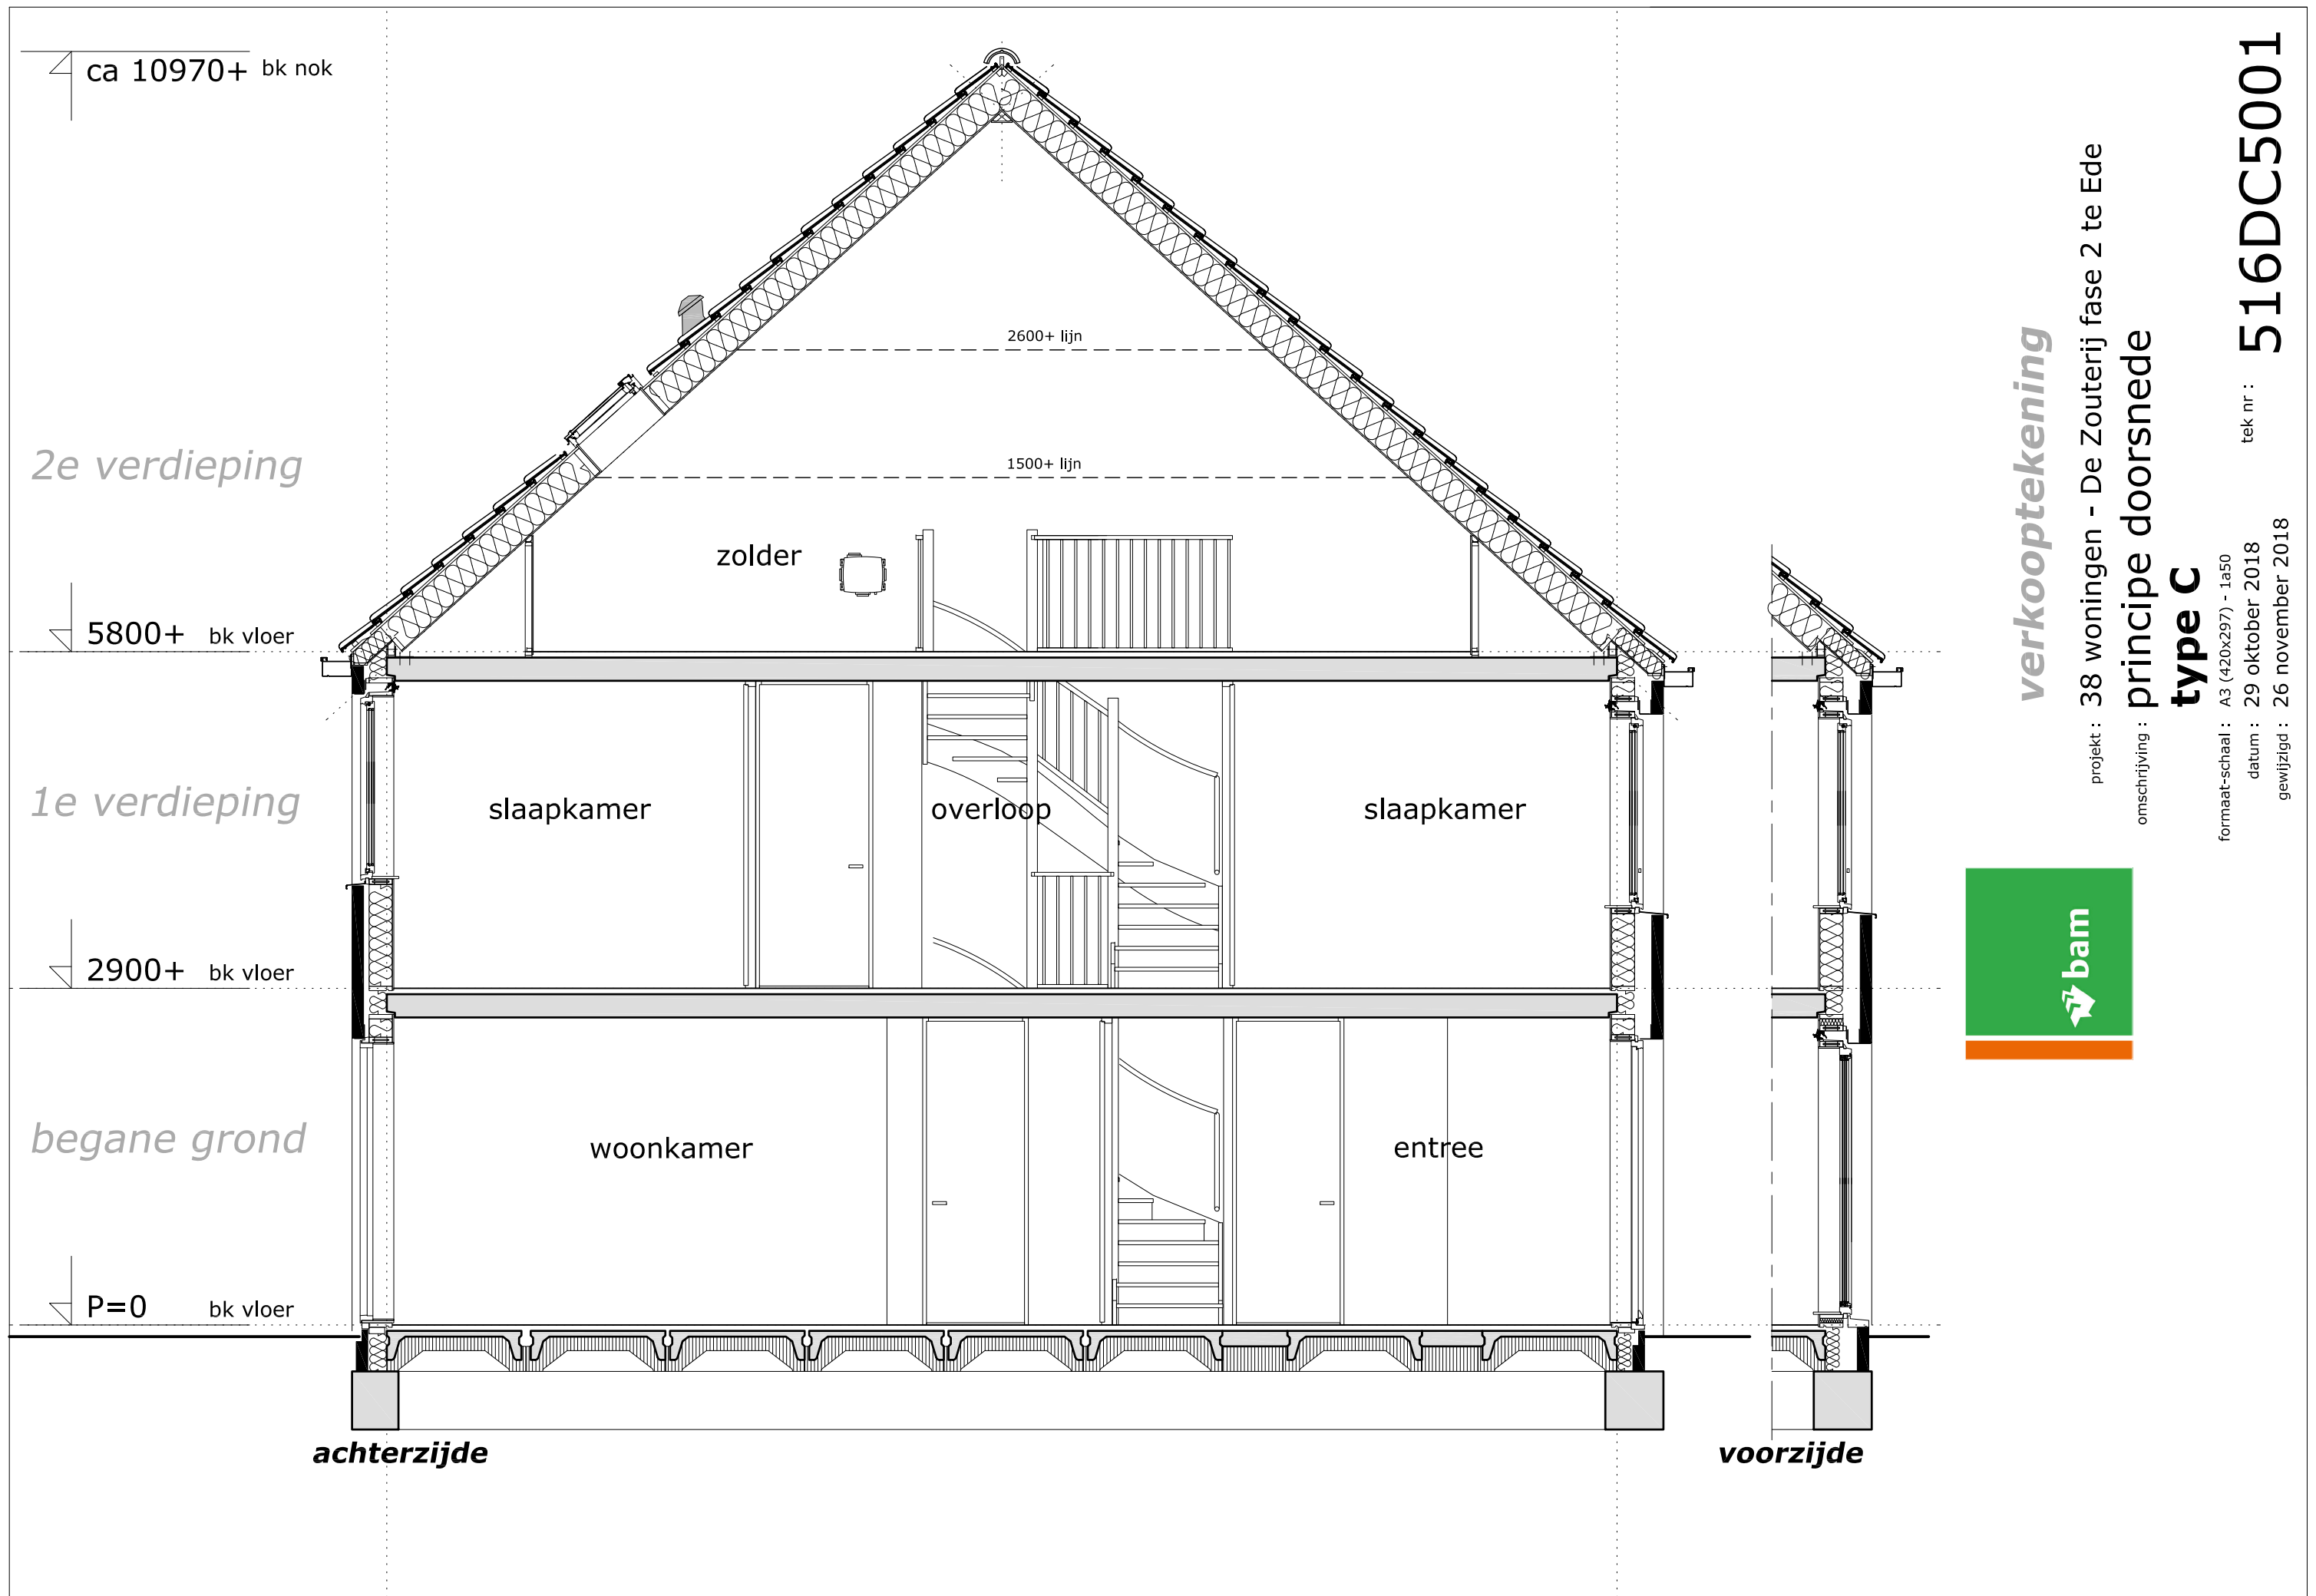 ca 10970+ bk nok
2600+ lijn
2e verdieping
1500+ lijn
zolder
5800+ bk vloer
1e verdieping
slaapkamer
overloop
slaapkamer
2900+ bk vloer
begane grond
woonkamer
entree
P=0 bk vloer
achterzijde
voorzijde
verkooptekening
projekt : 38 woningen - De Zouterij fase 2 te Ede
omschrijving : principe doorsnede
type C
formaat-schaal : A3 (420x297) - 1a50
tek nr : 516DC5001
datum : 29 oktober 2018
gewijzigd : 26 november 2018
bam